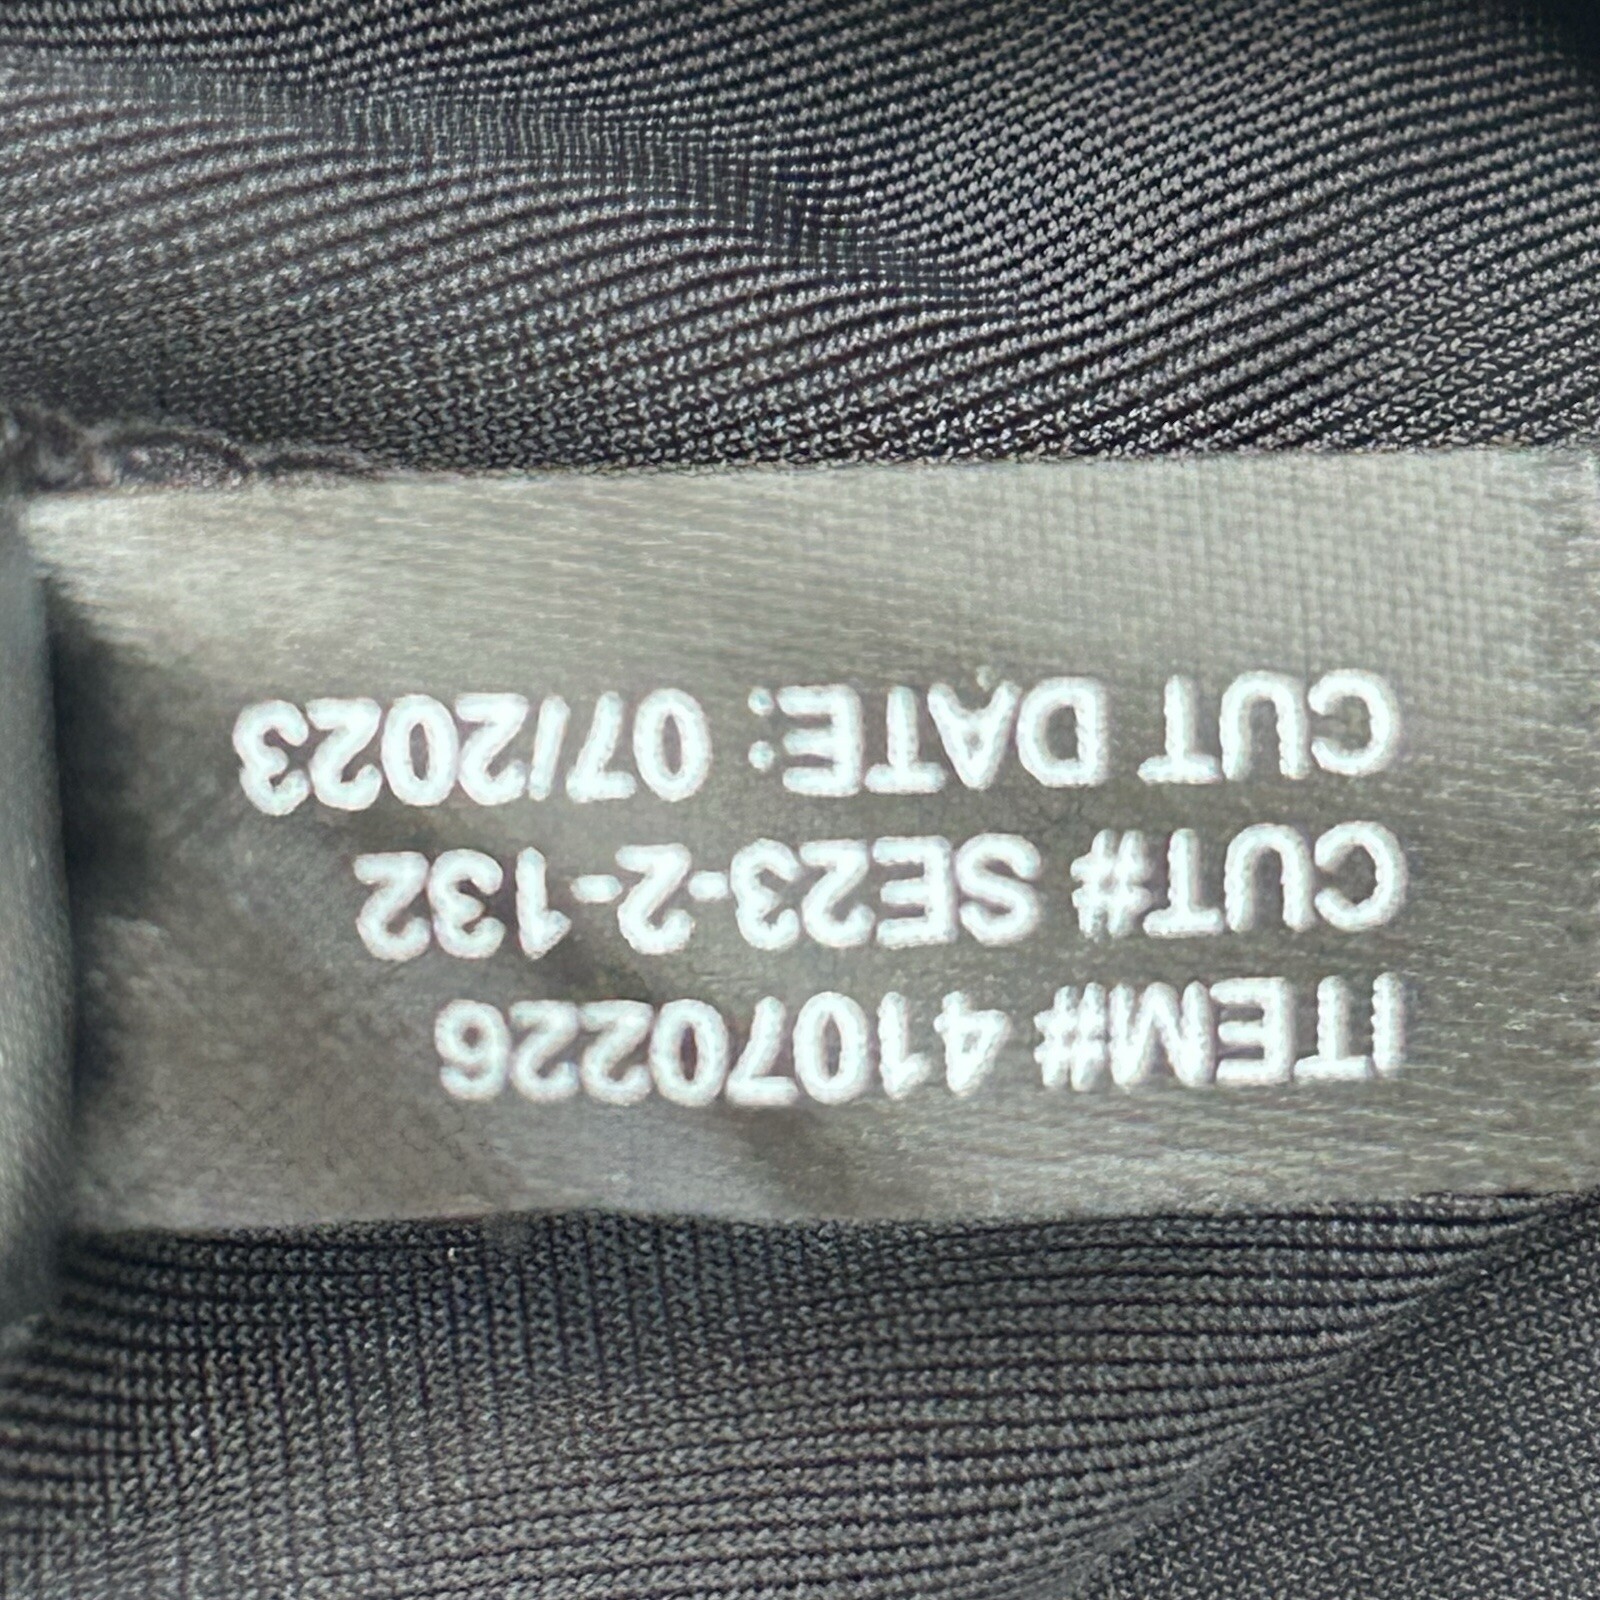 ITEM# 41070226
CUT# SE23-2-132
CUT DATE: 07/2023